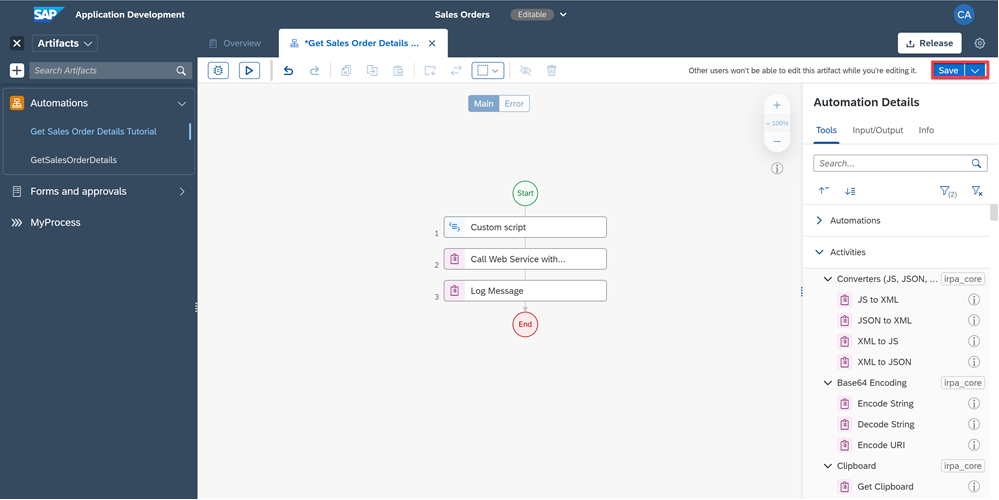 SAP Application Development
Sales Orders Editable
CA
Artifacts
Overview
*Get Sales Order Details ...
Release
Search Artifacts
Other users won't be able to edit this artifact while you're editing it.
Save
Automations
Get Sales Order Details Tutorial
GetSalesOrderDetails
Forms and approvals
MyProcess
Main Error
100%
Start
1 Custom script
2 Call Web Service with...
3 Log Message
End
Automation Details
Tools Input/Output Info
Search...
(2)
Automations
Activities
Converters (JS, JSON, ... irpa_core
JS to XML
JSON to XML
XML to JS
XML to JSON
Base64 Encoding irpa_core
Encode String
Decode String
Encode URI
Clipboard irpa_core
Get Clipboard